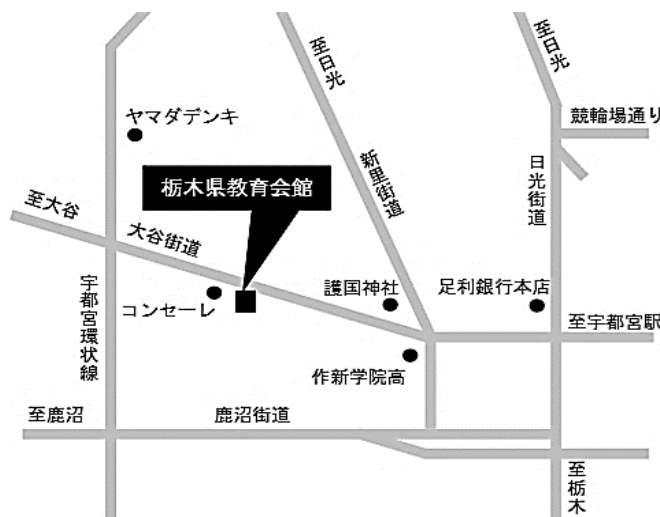 至日光
至日光
ヤマダデンキ
競輪場通り
新里街道
日光街道
栃木県教育会館
至大谷
大谷街道
宇都宮環状線
コンセーレ
護国神社
足利銀行本店
至宇都宮駅
作新学院高
至鹿沼
鹿沼街道
至栃木